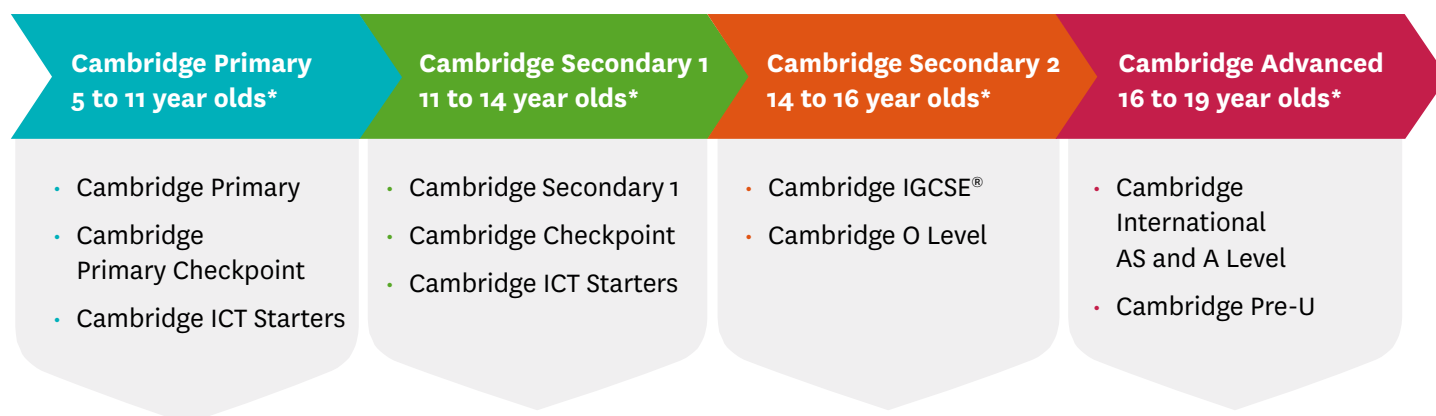 Cambridge Primary
5 to 11 year olds*
• Cambridge Primary
• Cambridge
Primary Checkpoint
• Cambridge ICT Starters
Cambridge Secondary 1
11 to 14 year olds*
• Cambridge Secondary 1
• Cambridge Checkpoint
• Cambridge ICT Starters
Cambridge Secondary 2
14 to 16 year olds*
• Cambridge IGCSE®
• Cambridge O Level
Cambridge Advanced
16 to 19 year olds*
• Cambridge
International
AS and A Level
• Cambridge Pre-U